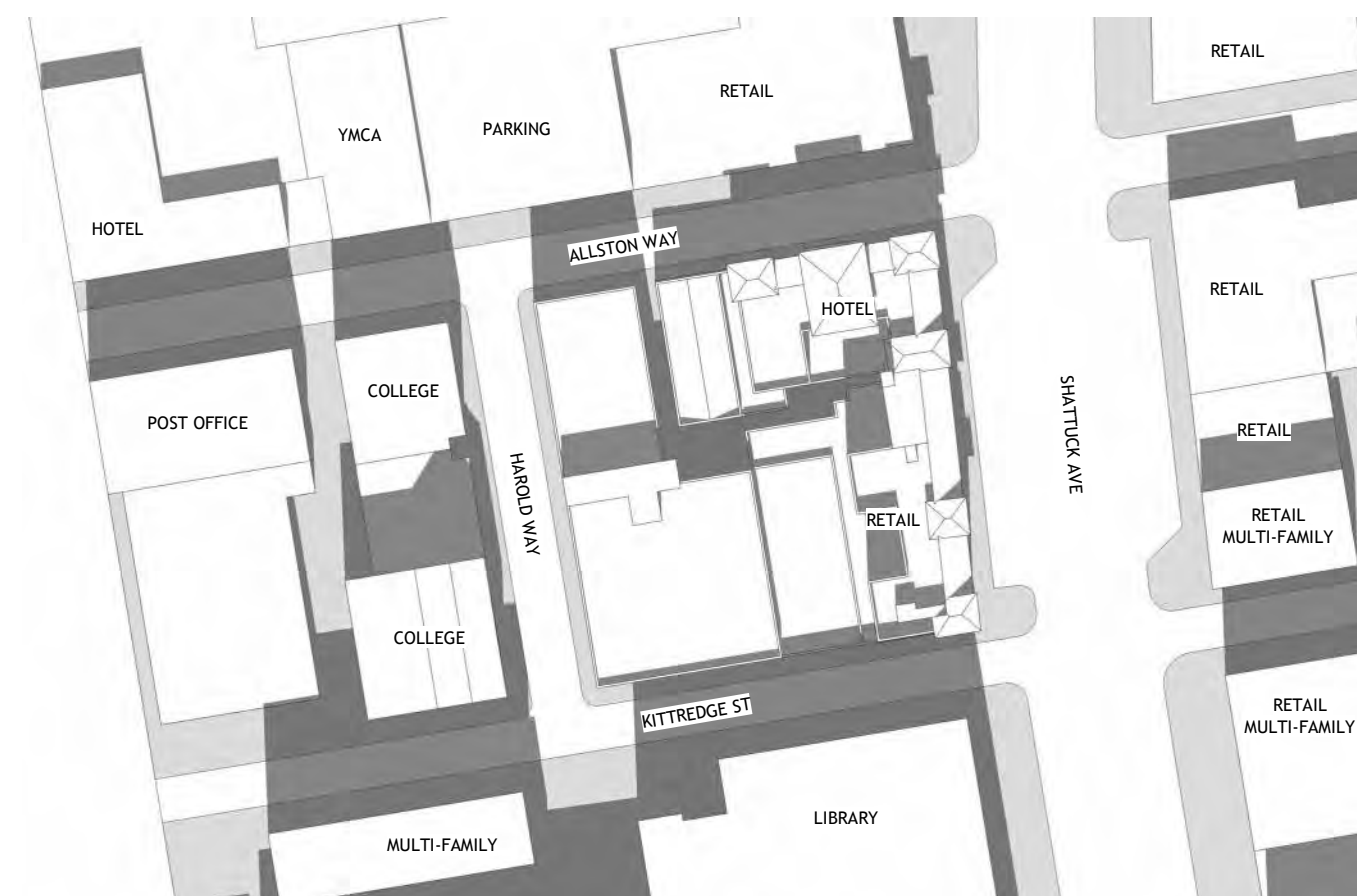 RETAIL
RETAIL
PARKING
YMCA
HOTEL
ALLSTON WAY
RETAIL
HOTEL
COLLEGE
POST OFFICE
SHATTUCK AVE
RETAIL
HAROLD WAY
RETAIL
RETAIL
MULTI-FAMILY
COLLEGE
KITTREDGE ST
RETAIL
MULTI-FAMILY
LIBRARY
MULTI-FAMILY